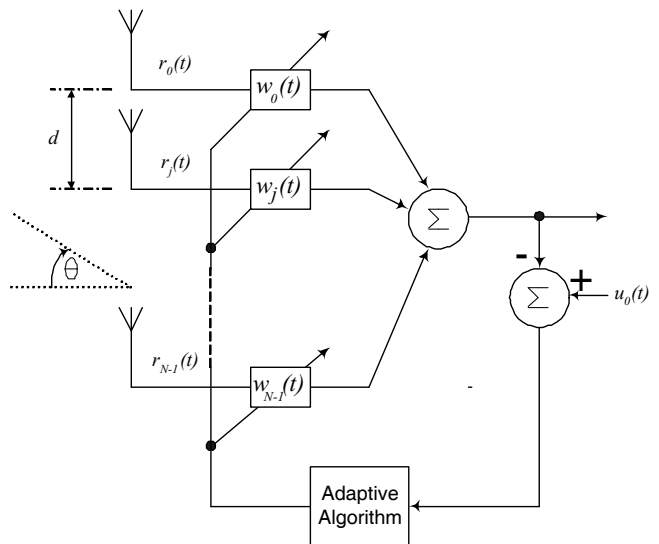 r0(t)
w0(t)
d
rj(t)
wj(t)
Σ
θ
-
+
Σ
u0(t)
rN-1(t)
wN-1(t)
-
Adaptive
Algorithm